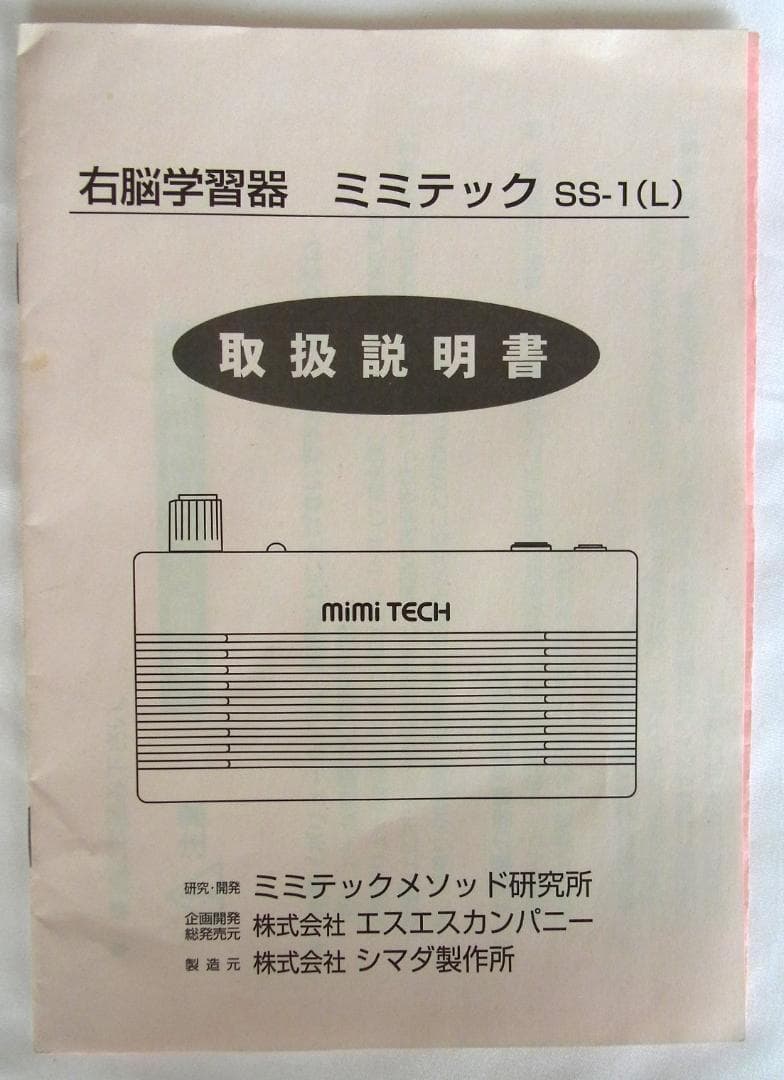 右脳学習器　ミミテック SS-1(L)
取扱説明書
mimi TECH
研究・開発 ミミテックメソッド研究所
企画開発
総発売元 株式会社 エスエスカンパニー
製造元 株式会社 シマダ製作所